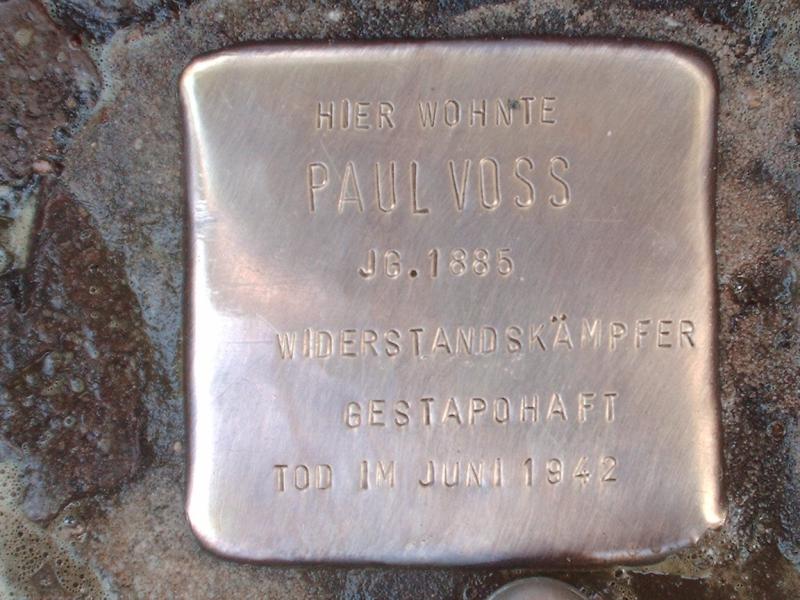 HIER WOHNTE
PAUL VOSS
JG. 1885
WIDERSTANDSKÄMPFER
GESTAPOHAFT
TOD IM JUNI 1942